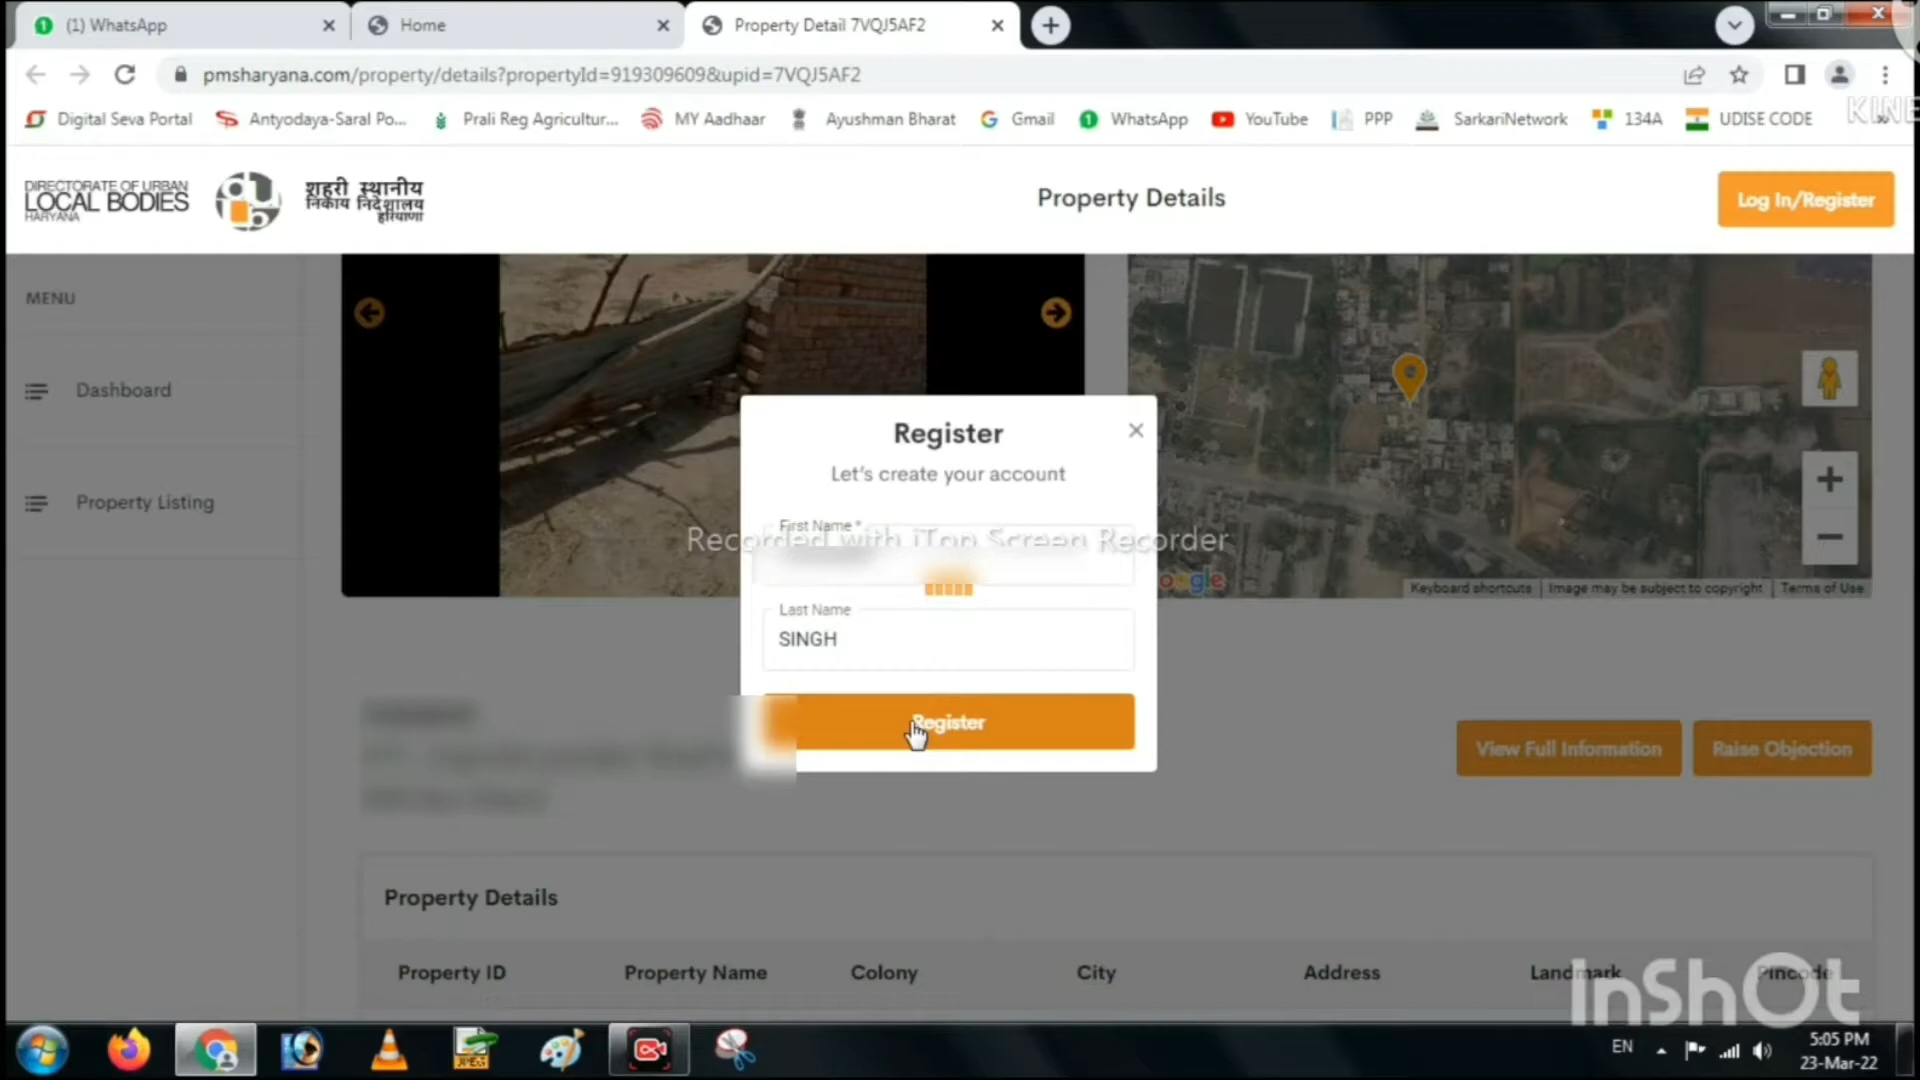 (1) WhatsApp
Home
Property Detail 7VQJ5AF2
pmsharyana.com/property/details?propertyId=919309609&upid=7VQJ5AF2
Digital Seva Portal
Antyodaya-Saral Po...
Prali Reg Agricultur...
MY Aadhaar
Ayushman Bharat
Gmail
WhatsApp
YouTube
PPP
SarkariNetwork
134A
UDISE CODE
KINE
DIRECTORATE OF URBAN
LOCAL BODIES
HARYANA
शहरी स्थानीय
निकाय निदेशालय
हरियाणा
Property Details
Log In/Register
MENU
Dashboard
Property Listing
Register
Let's create your account
First Name *
Recorded with iTop Screen Recorder
Last Name
SINGH
Register
Keyboard shortcuts
Image may be subject to copyright
Terms of Use
View Full Information
Raise Objection
Property Details
Property ID
Property Name
Colony
City
Address
Landmark
Pincode
InShOt
EN
5:05 PM
23-Mar-22